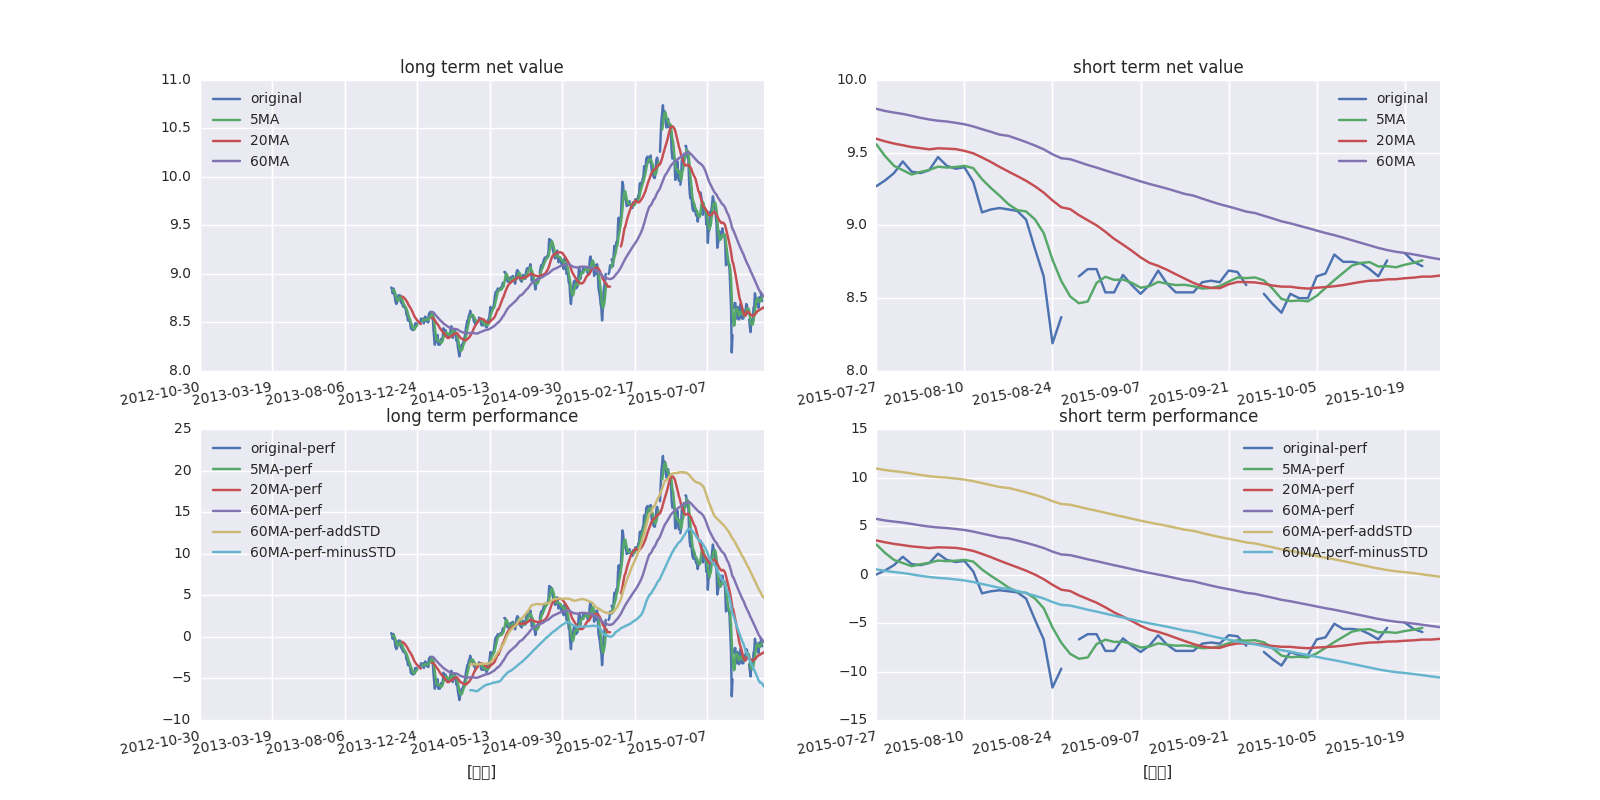 long term net value
11.0
10.5
10.0
9.5
9.0
8.5
8.0
original
5MA
20MA
60MA
2012-10-30 2013-03-19 2013-08-06 2013-12-24 2014-05-13 2014-09-30 2015-02-17 2015-07-07
short term net value
10.0
9.5
9.0
8.5
8.0
original
5MA
20MA
60MA
2015-07-27 2015-08-10 2015-08-24 2015-09-07 2015-09-21 2015-10-05 2015-10-19
long term performance
25
20
15
10
5
0
−5
−10
original-perf
5MA-perf
20MA-perf
60MA-perf
60MA-perf-addSTD
60MA-perf-minusSTD
2012-10-30 2013-03-19 2013-08-06 2013-12-24 2014-05-13 2014-09-30 2015-02-17 2015-07-07
short term performance
15
10
5
0
−5
−10
−15
original-perf
5MA-perf
20MA-perf
60MA-perf
60MA-perf-addSTD
60MA-perf-minusSTD
2015-07-27 2015-08-10 2015-08-24 2015-09-07 2015-09-21 2015-10-05 2015-10-19